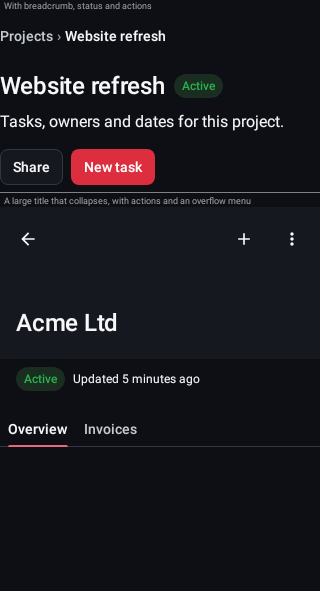 With breadcrumb, status and actions
Projects › Website refresh
Website refresh Active
Tasks, owners and dates for this project.
Share New task
A large title that collapses, with actions and an overflow menu
Acme Ltd
Active Updated 5 minutes ago
Overview Invoices